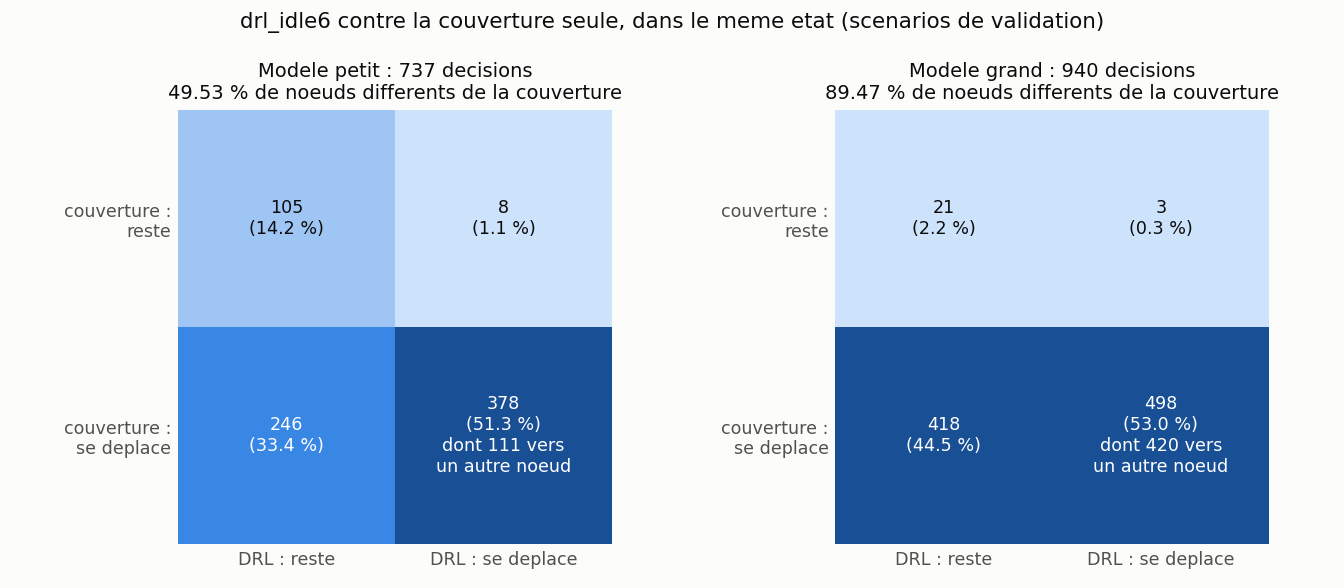 drl_idle6 contre la couverture seule, dans le meme etat (scenarios de validation)
Modele petit : 737 decisions
49.53 % de noeuds differents de la couverture
couverture :
reste
105
(14.2 %)
8
(1.1 %)
couverture :
se deplace
246
(33.4 %)
378
(51.3 %)
dont 111 vers
un autre noeud
DRL : reste
DRL : se deplace
Modele grand : 940 decisions
89.47 % de noeuds differents de la couverture
couverture :
reste
21
(2.2 %)
3
(0.3 %)
couverture :
se deplace
418
(44.5 %)
498
(53.0 %)
dont 420 vers
un autre noeud
DRL : reste
DRL : se deplace